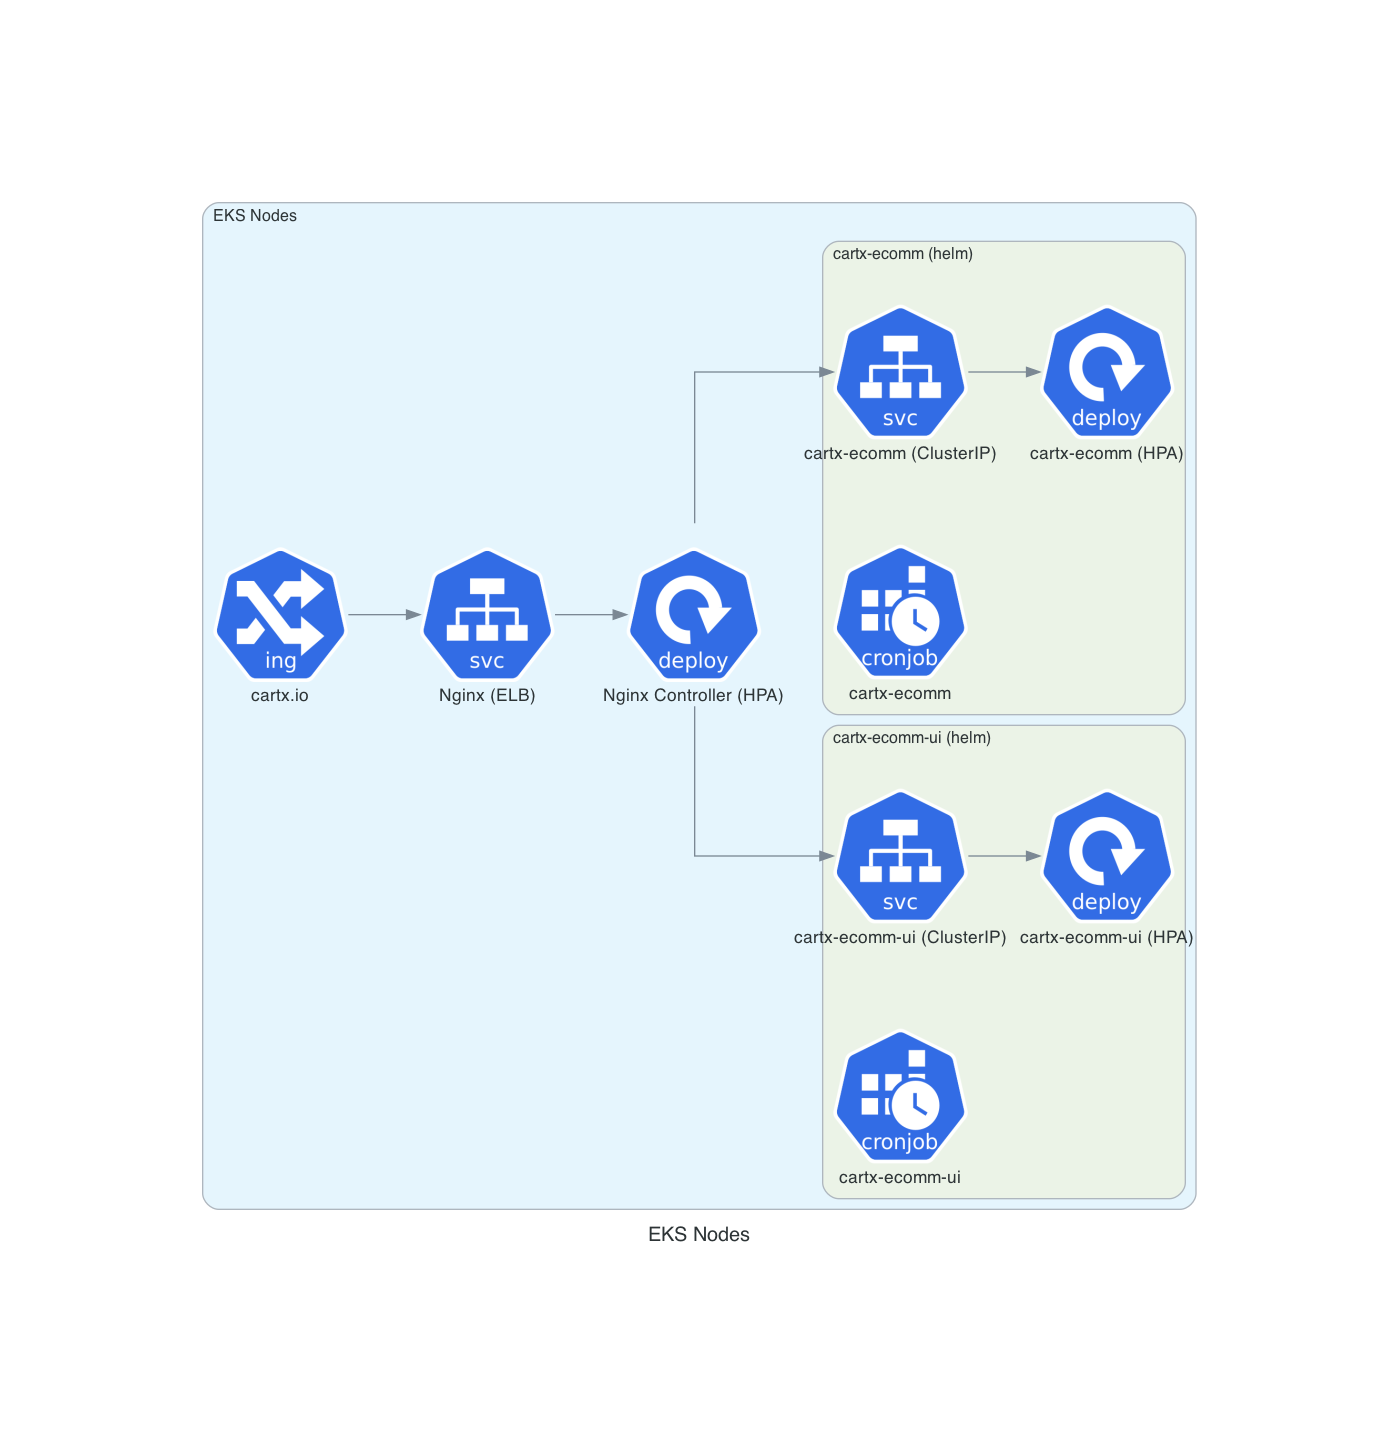 EKS Nodes
cartx-ecomm (helm)
svc
deploy
cartx-ecomm (ClusterIP)
cartx-ecomm (HPA)
ing
svc
deploy
cronjob
cartx.io
Nginx (ELB)
Nginx Controller (HPA)
cartx-ecomm
cartx-ecomm-ui (helm)
svc
deploy
cartx-ecomm-ui (ClusterIP)
cartx-ecomm-ui (HPA)
cronjob
cartx-ecomm-ui
EKS Nodes